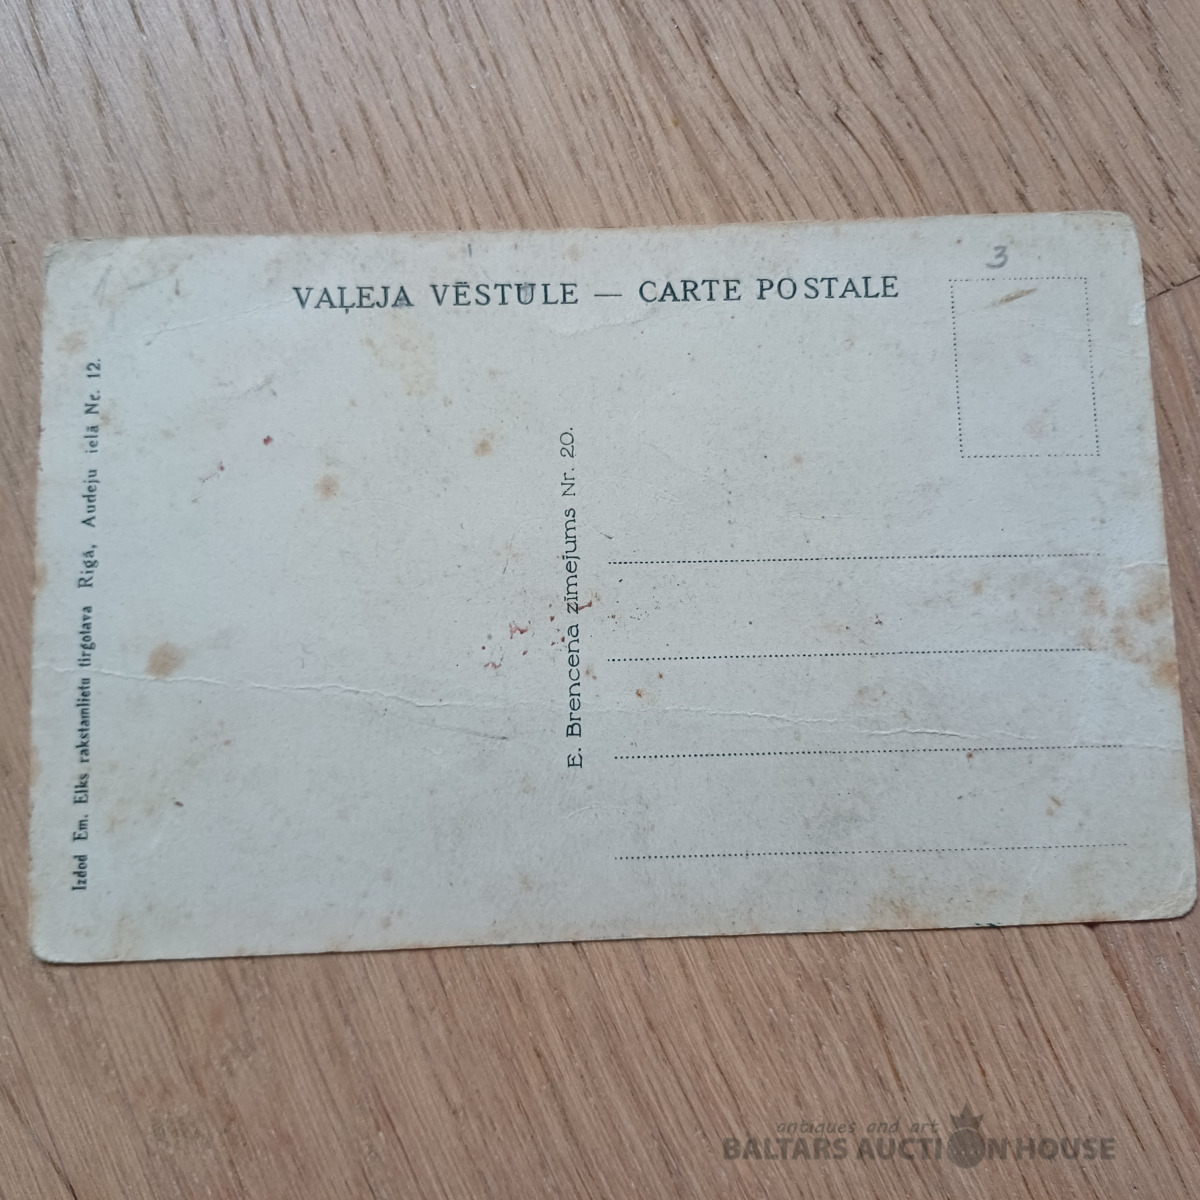 3
VAĻEJA VĒSTULE — CARTE POSTALE
Izdod Em. Elks rakstamlietu tirgotava Rīgā, Audeju ielā Nr. 12.
E. Brencena zīmejums Nr. 20.
antiques and art
BALTARS AUCTION HOUSE